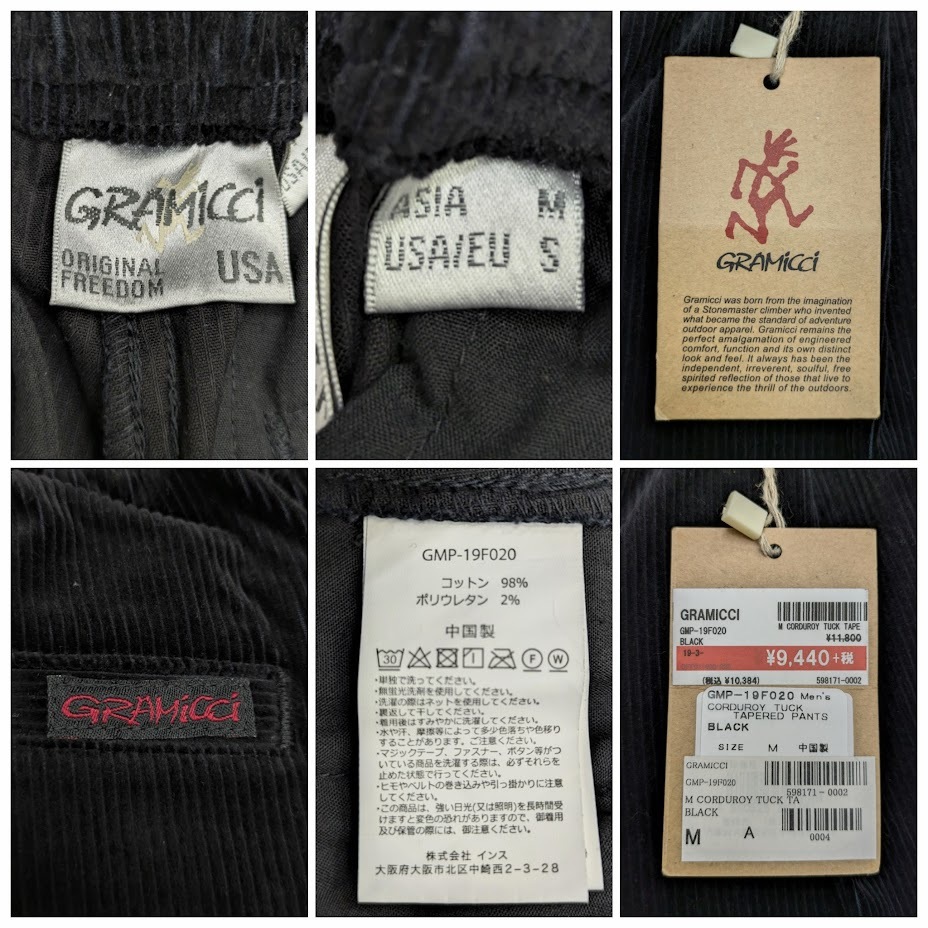 GRAMICCI
ORIGINAL
FREEDOM
USA
ASIA M
USA/EU S
GRAMICCI
Gramicci was born from the imagination
of a Stonemaster climber who invented
what became the standard of adventure
outdoor apparel. Gramicci remains the
perfect amalgamation of engineered
comfort, function and its own distinct
look and feel. It always has been the
independent, irreverent, soulful, free
spirited reflection of those that live to
experience the thrill of the outdoors.
GRAMICCI
GMP-19F020
コットン 98%
ポリウレタン 2%
中国製
30 F W
・単独で洗ってください。
・無蛍光洗剤を使用してください。
・洗濯の際はネットを使用してください。
・裏返して干してください。
・着用後はすみやかに洗濯してください。
・水や汗、摩擦等によって多少色落ちや色移り
することがあります。ご注意ください。
・マジックテープ、ファスナー、ボタン等がつ
いている商品を洗濯する際は、必ずそれらを
止めた状態で行ってください。
・ヒモやベルトの巻き込みや引っ掛かりに注意
してください。
・この商品は、強い日光(又は照明)を長時間受
けますと変色の恐れがありますので、御着用
及び保管の際には、御注意ください。
株式会社 インス
大阪府大阪市北区中崎西2-3-28
GRAMICCI
GMP-19F020 M CORDUROY TUCK TAPE
BLACK ¥11,800
19-3- ¥9,440+税
(税込 ¥10,384) 598171-0002
GMP-19F020 Men's
CORDUROY TUCK
TAPERED PANTS
BLACK
SIZE M 中国製
GRAMICCI
GMP-19F020 598171-0002
M CORDUROY TUCK TA
BLACK
M A 0004